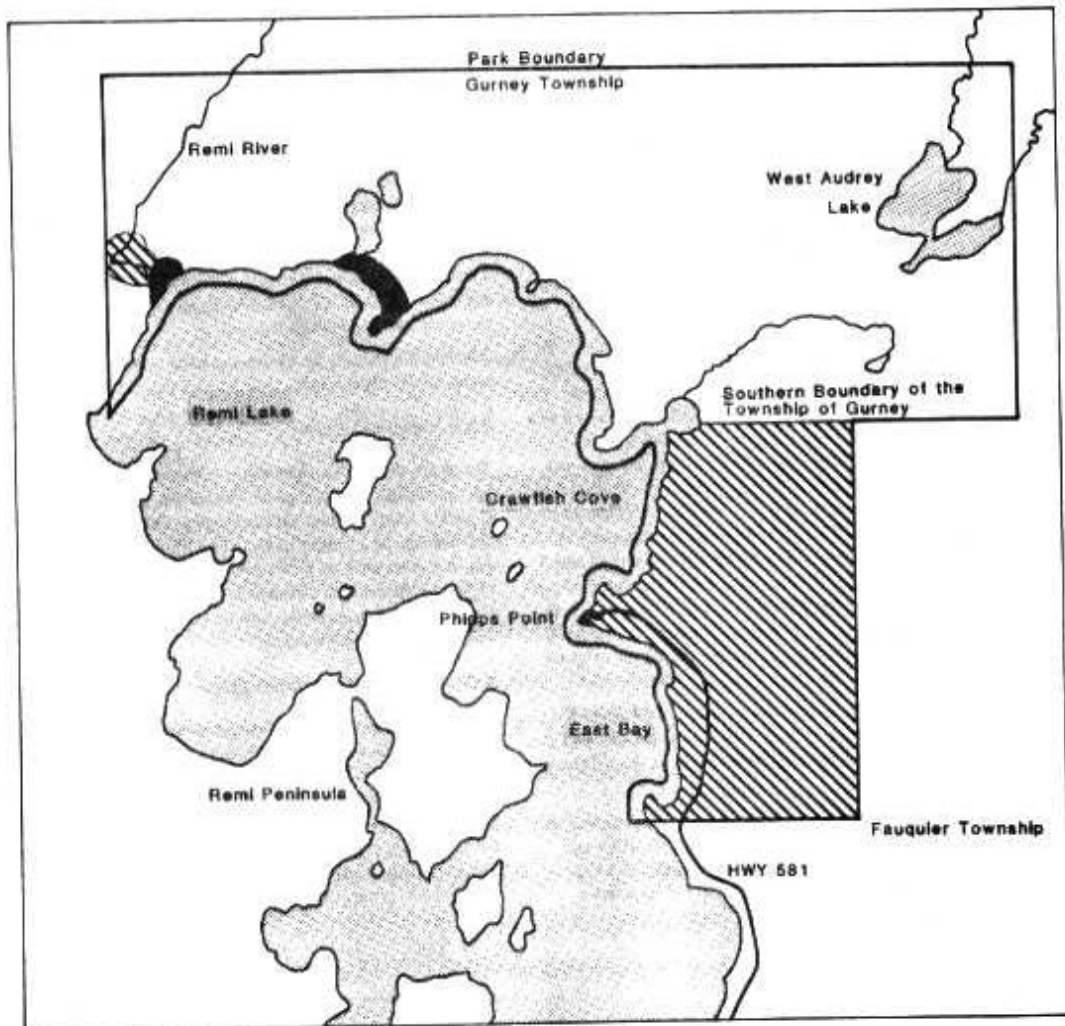 Park Boundary
Gurney Township
Remi River
West Audrey
Lake
Southern Boundary of the
Township of Gurney
Remi Lake
Crawfish Cove
Phipps Point
East Bay
Remi Peninsula
Fauquier Township
HWY 581